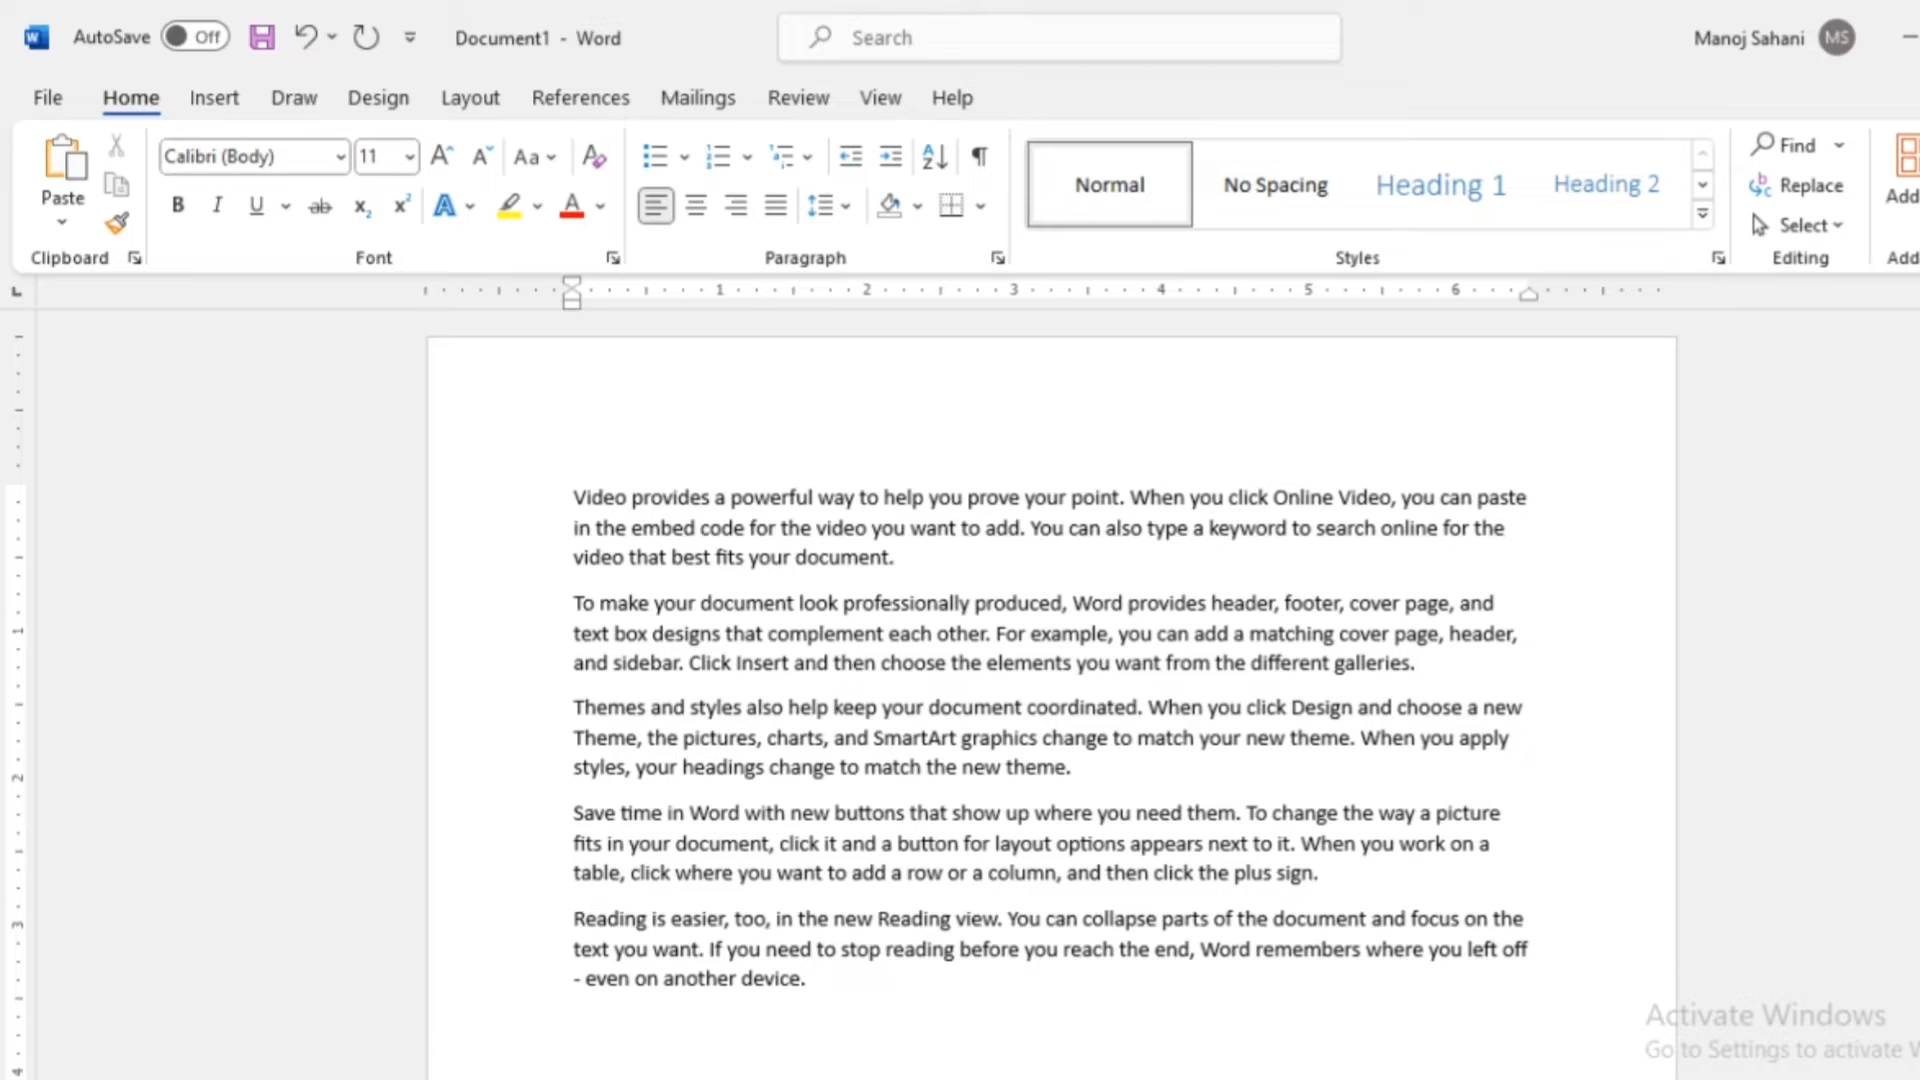 AutoSave Off Document1 - Word Search Manoj Sahani MS
File Home Insert Draw Design Layout References Mailings Review View Help
Paste
Calibri (Body) 11 Aa
Normal No Spacing Heading 1 Heading 2
Find
Replace
Select
Add
Clipboard Font Paragraph Styles Editing Add
1 2 3 4 5 6
Video provides a powerful way to help you prove your point. When you click Online Video, you can paste
in the embed code for the video you want to add. You can also type a keyword to search online for the
video that best fits your document.
To make your document look professionally produced, Word provides header, footer, cover page, and
text box designs that complement each other. For example, you can add a matching cover page, header,
and sidebar. Click Insert and then choose the elements you want from the different galleries.
Themes and styles also help keep your document coordinated. When you click Design and choose a new
Theme, the pictures, charts, and SmartArt graphics change to match your new theme. When you apply
styles, your headings change to match the new theme.
Save time in Word with new buttons that show up where you need them. To change the way a picture
fits in your document, click it and a button for layout options appears next to it. When you work on a
table, click where you want to add a row or a column, and then click the plus sign.
Reading is easier, too, in the new Reading view. You can collapse parts of the document and focus on the
text you want. If you need to stop reading before you reach the end, Word remembers where you left off
- even on another device.
1
2
3
4
Activate Windows
Go to Settings to activate W